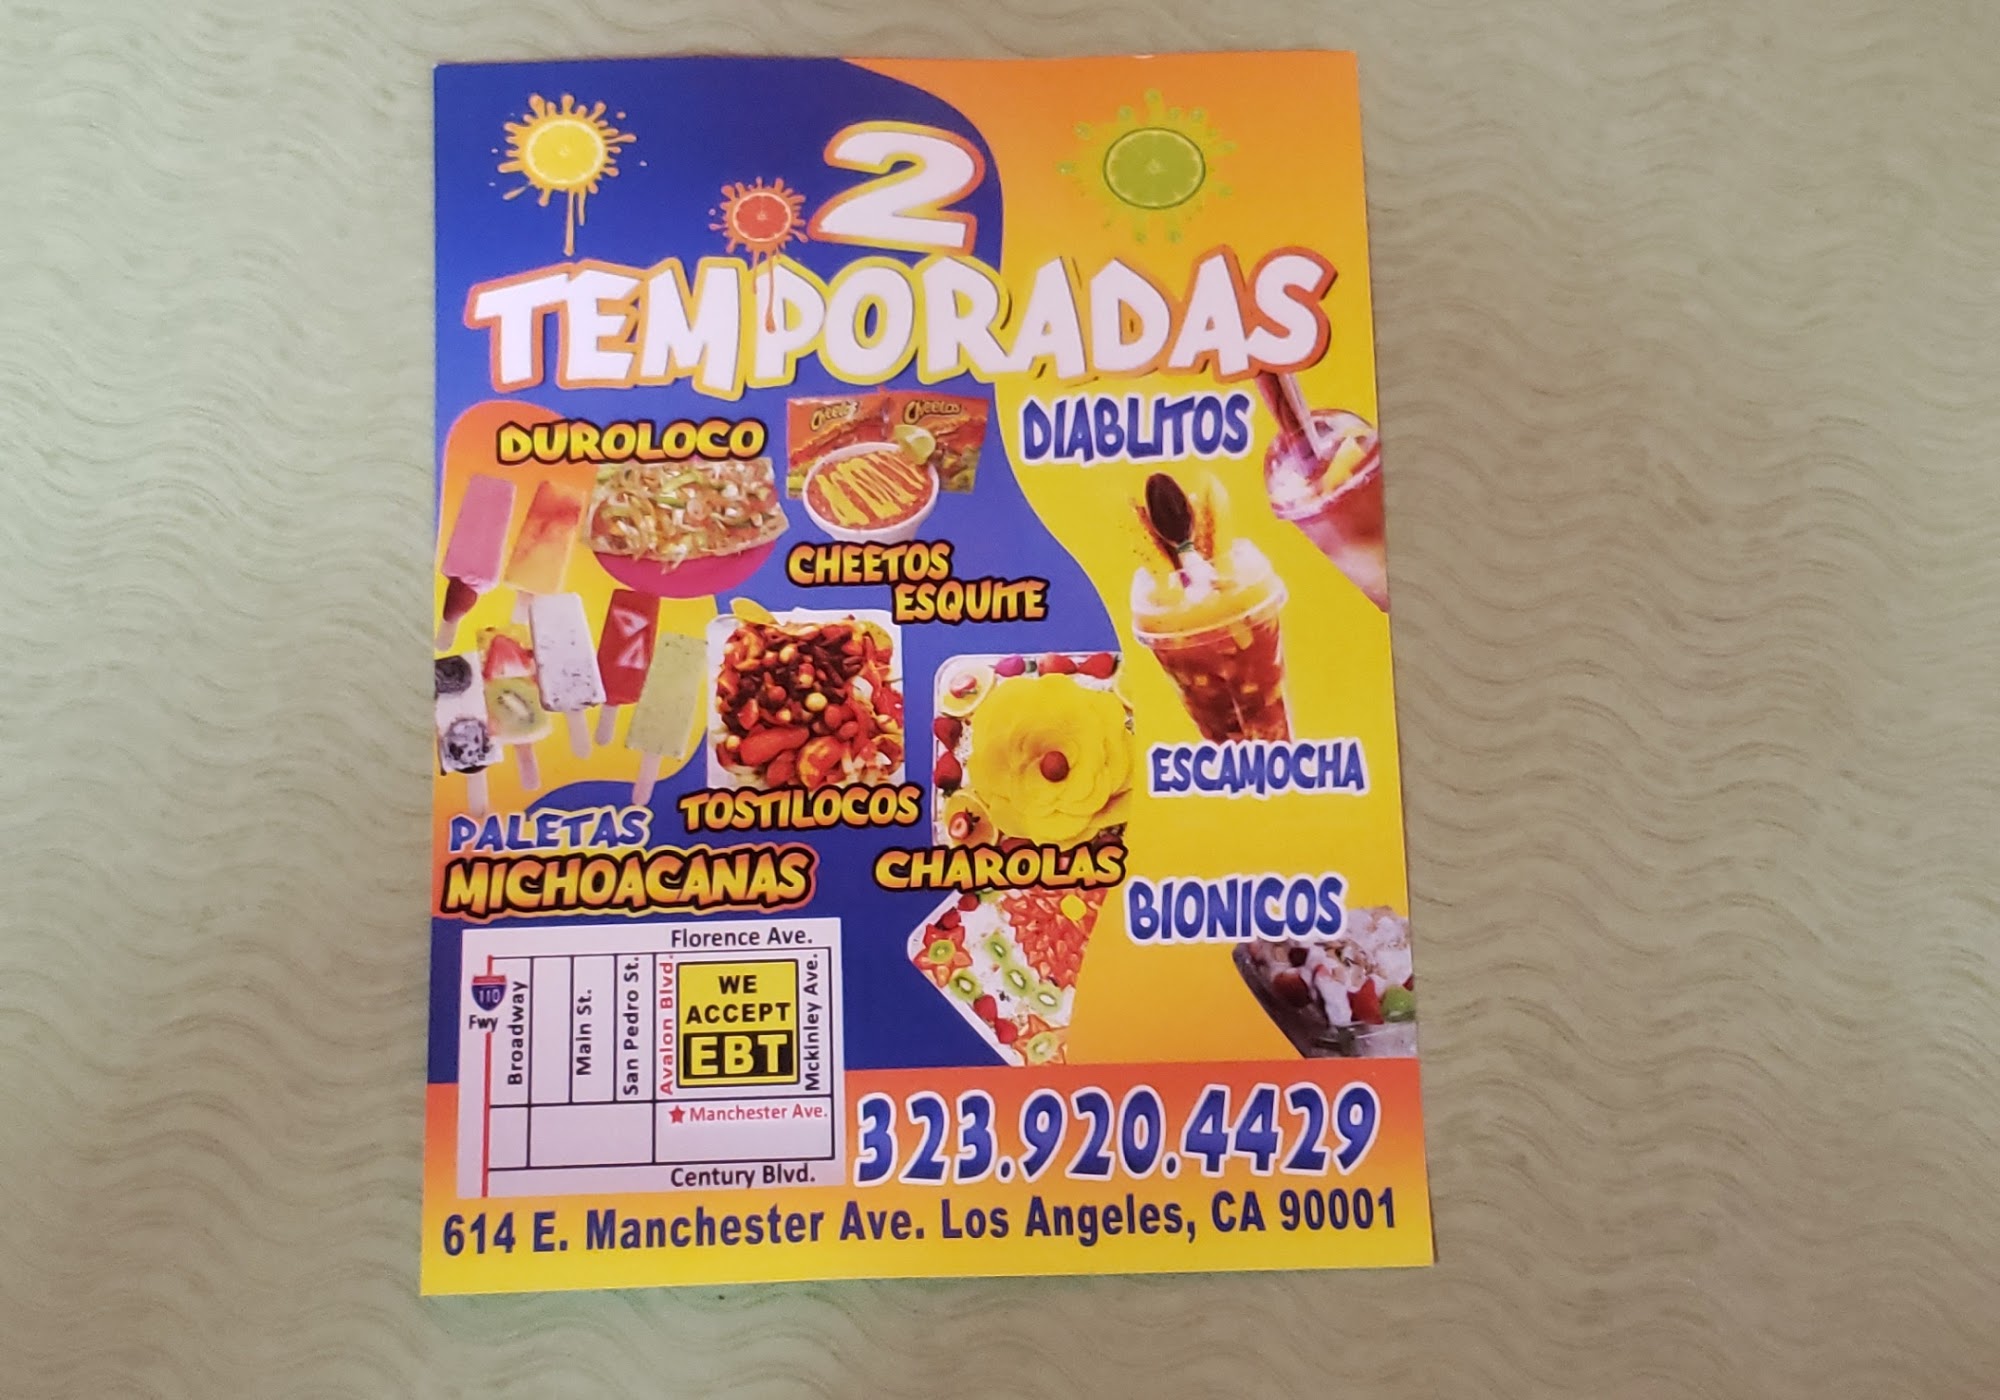 2
TEMPORADAS
DUROLOCO
Cheetos
Cheetos
DIABLITOS
CHEETOS
ESQUITE
ESCAMOCHA
TOSTILOCOS
PALETAS
MICHOACANAS
CHAROLAS
BIONICOS
Florence Ave.
110
Fwy
Broadway
Main St.
San Pedro St.
Avalon Blvd.
WE
ACCEPT
EBT
Mckinley Ave.
Manchester Ave.
Century Blvd.
323.920.4429
614 E. Manchester Ave. Los Angeles, CA 90001